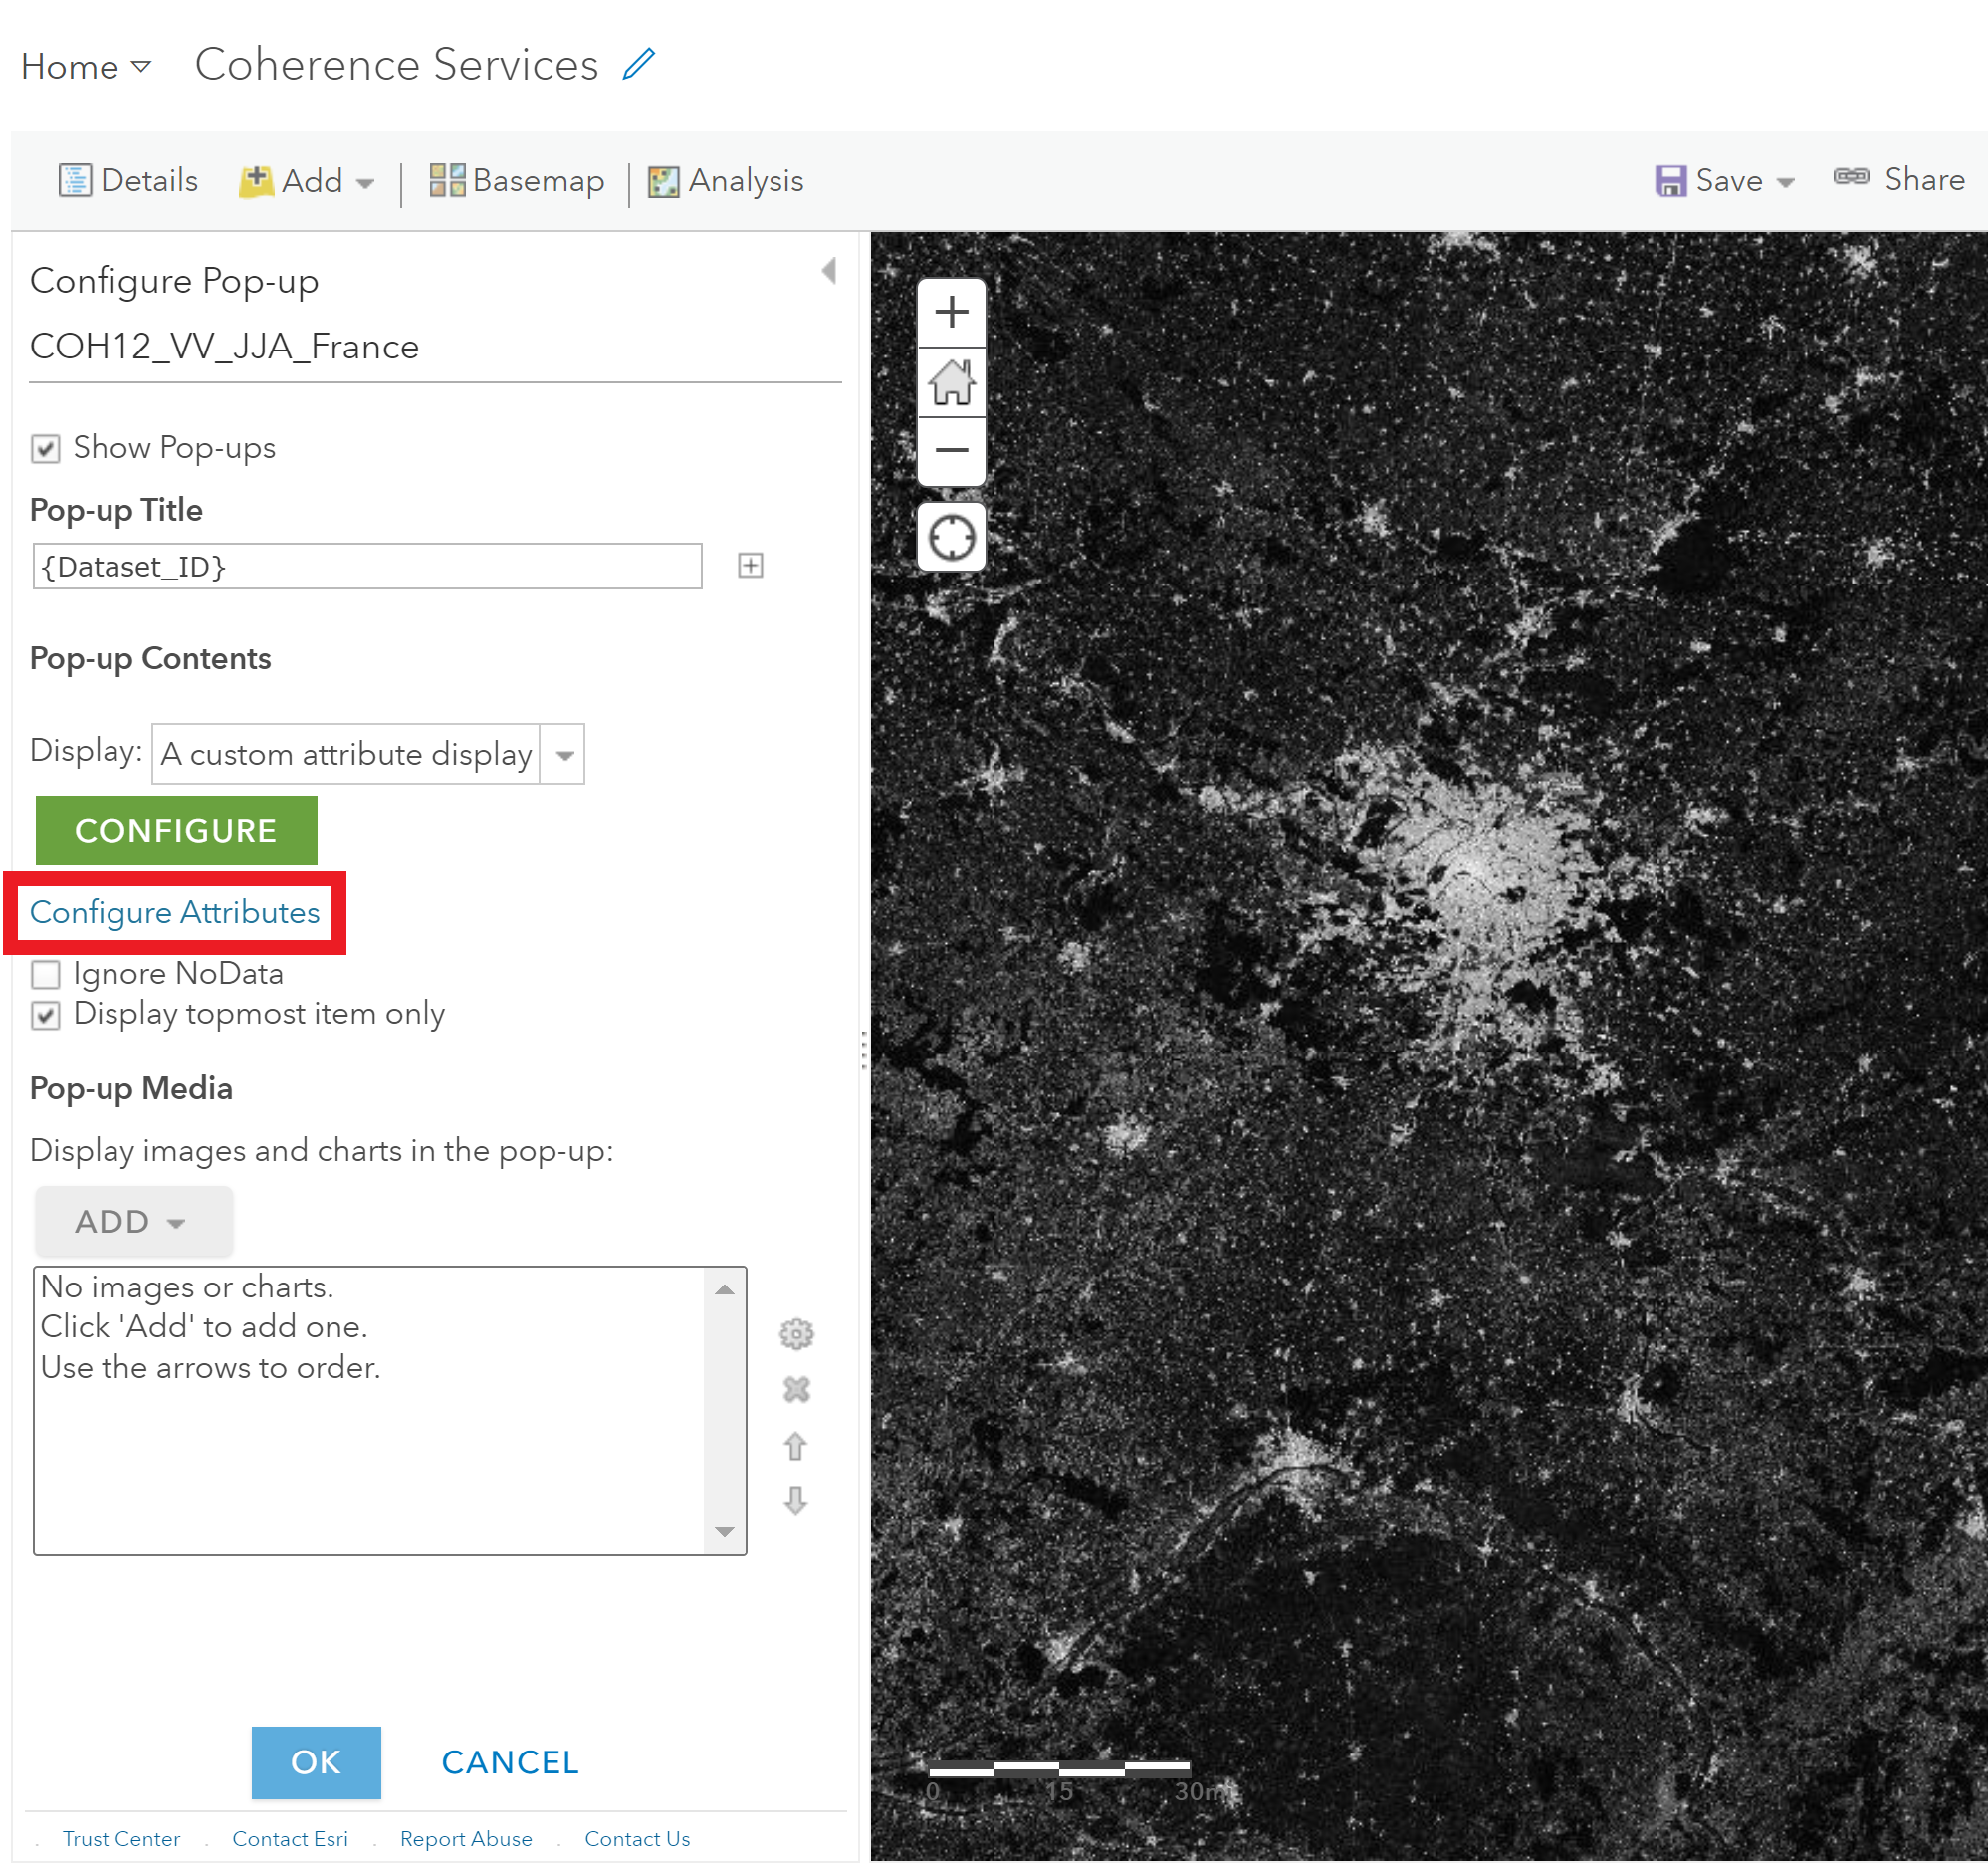 Home Coherence Services
Details Add Basemap Analysis Save Share
Configure Pop-up
COH12_VV_JJA_France
Show Pop-ups
Pop-up Title
{Dataset_ID}
Pop-up Contents
Display: A custom attribute display
CONFIGURE
Configure Attributes
Ignore NoData
Display topmost item only
Pop-up Media
Display images and charts in the pop-up:
ADD
No images or charts.
Click 'Add' to add one.
Use the arrows to order.
OK CANCEL
Trust Center . Contact Esri . Report Abuse . Contact Us
0 15 30mi